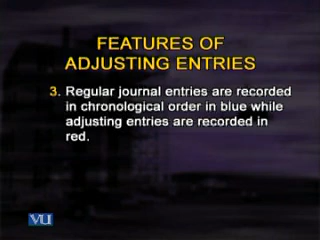 FEATURES OF
ADJUSTING ENTRIES
3. Regular journal entries are recorded
in chronological order in blue while
adjusting entries are recorded in
red.
VU